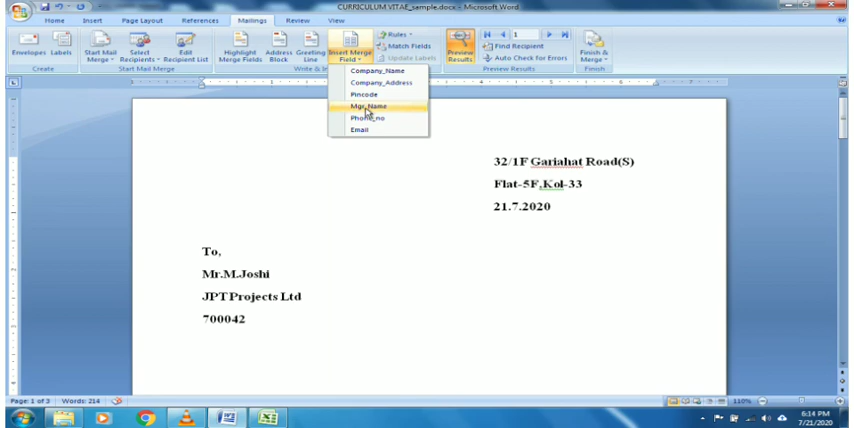 CURRICULUM VITAE_sample.docx - Microsoft Word
Home Insert Page Layout References Mailings Review View
Envelopes Labels
Create
Start Mail Merge
Select Recipients
Edit Recipient List
Start Mail Merge
Highlight Merge Fields
Address Block
Greeting Line
Insert Merge Field
Write & In
Rules
Match Fields
Update Labels
Preview Results
1
Find Recipient
Auto Check for Errors
Preview Results
Finish & Merge
Finish
Company_Name
Company_Address
Pincode
Mgr_Name
Phone_no
Email
32/1F Gariahat Road(S)
Flat-5F,Kol-33
21.7.2020
To,
Mr.M.Joshi
JPT Projects Ltd
700042
Page: 1 of 3 Words: 214 110%
6:14 PM
7/21/2020